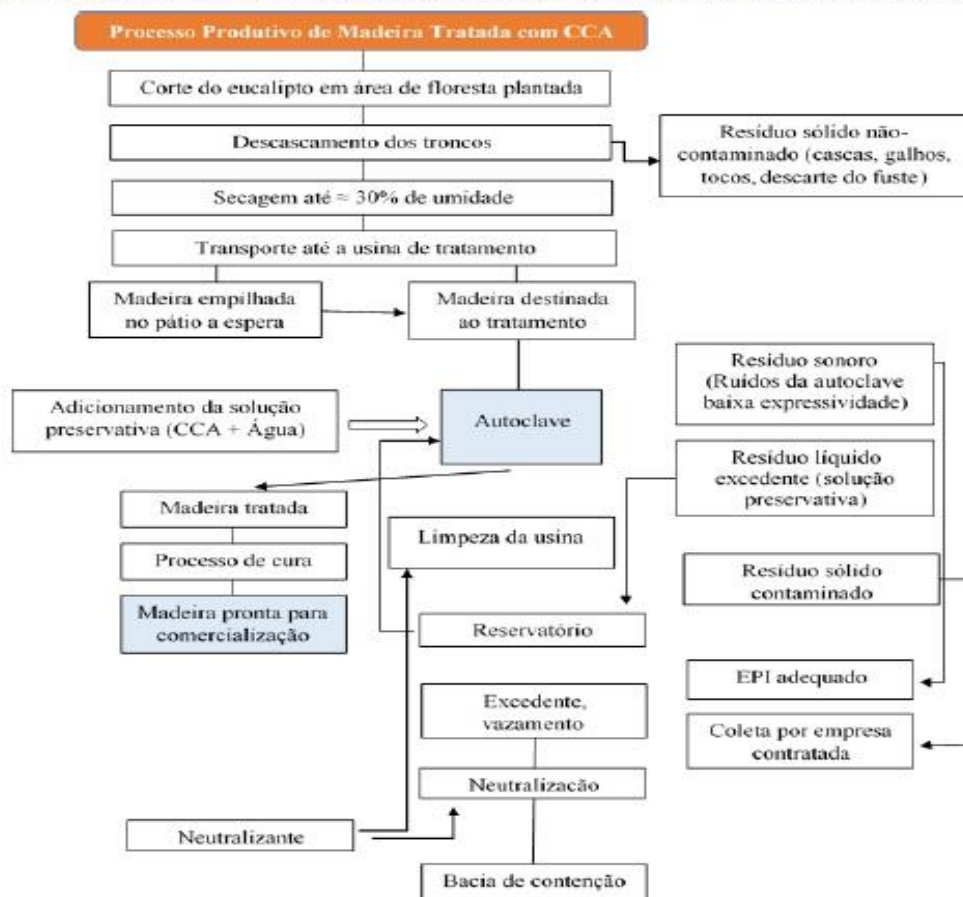 Processo Produtivo de Madeira Tratada com CCA
Corte do eucalipto em área de floresta plantada
Descascamento dos troncos
Resíduo sólido não-
contaminado (cascas, galhos,
tocos, descarte do fuste)
Secagem até ≈ 30% de umidade
Transporte até a usina de tratamento
Madeira empilhada
no pátio a espera
Madeira destinada
ao tratamento
Resíduo sonoro
(Ruídos da autoclave
baixa expressividade)
Adicionamento da solução
preservativa (CCA + Água)
Autoclave
Resíduo líquido
excedente (solução
preservativa)
Madeira tratada
Limpeza da usina
Processo de cura
Resíduo sólido
contaminado
Madeira pronta para
comercialização
Reservatório
EPI adequado
Excedente,
vazamento
Coleta por empresa
contratada
Neutralização
Neutralizante
Bacia de contenção